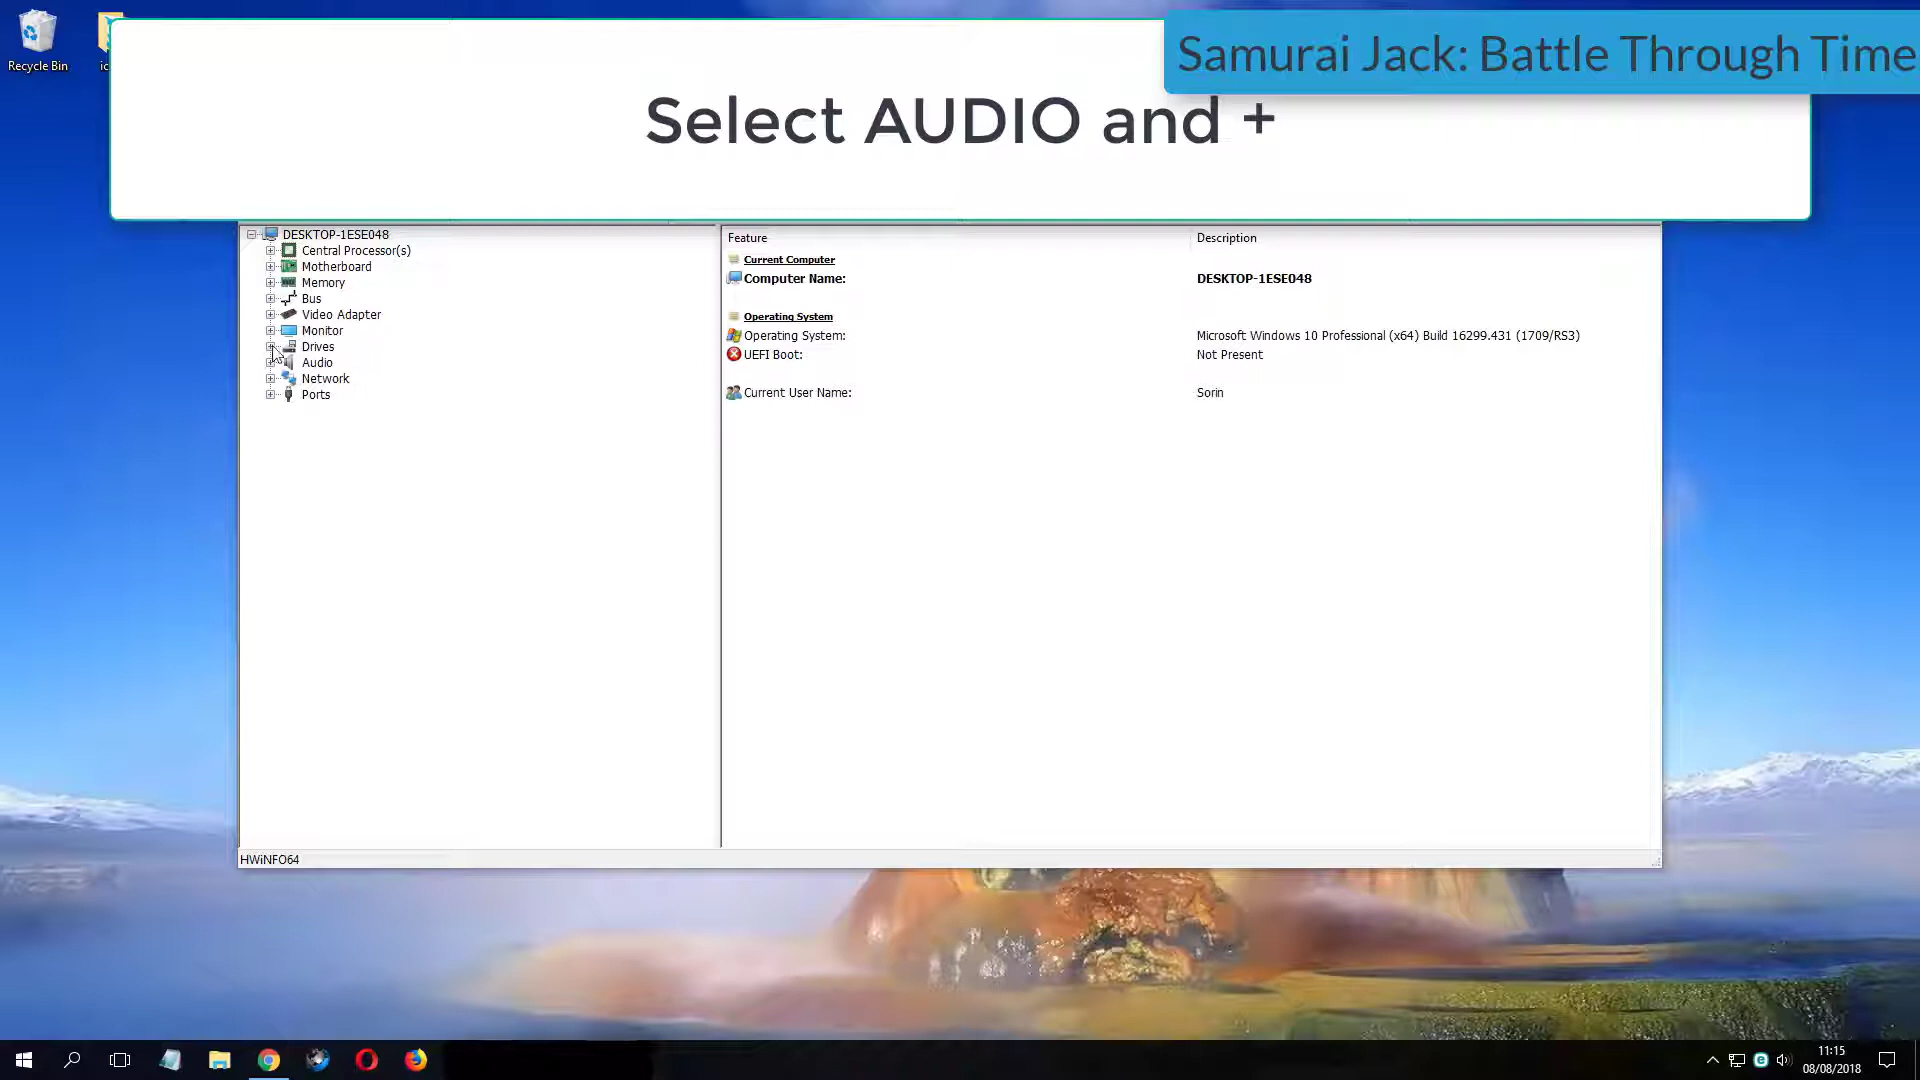 Recycle Bin
ic
Samurai Jack: Battle Through Time
Select AUDIO and +
DESKTOP-1ESE048
Central Processor(s)
Motherboard
Memory
Bus
Video Adapter
Monitor
Drives
Audio
Network
Ports
Feature Description
Current Computer
Computer Name: DESKTOP-1ESE048
Operating System
Operating System: Microsoft Windows 10 Professional (x64) Build 16299.431 (1709/RS3)
UEFI Boot: Not Present
Current User Name: Sorin
HWiNFO64
11:15
08/08/2018